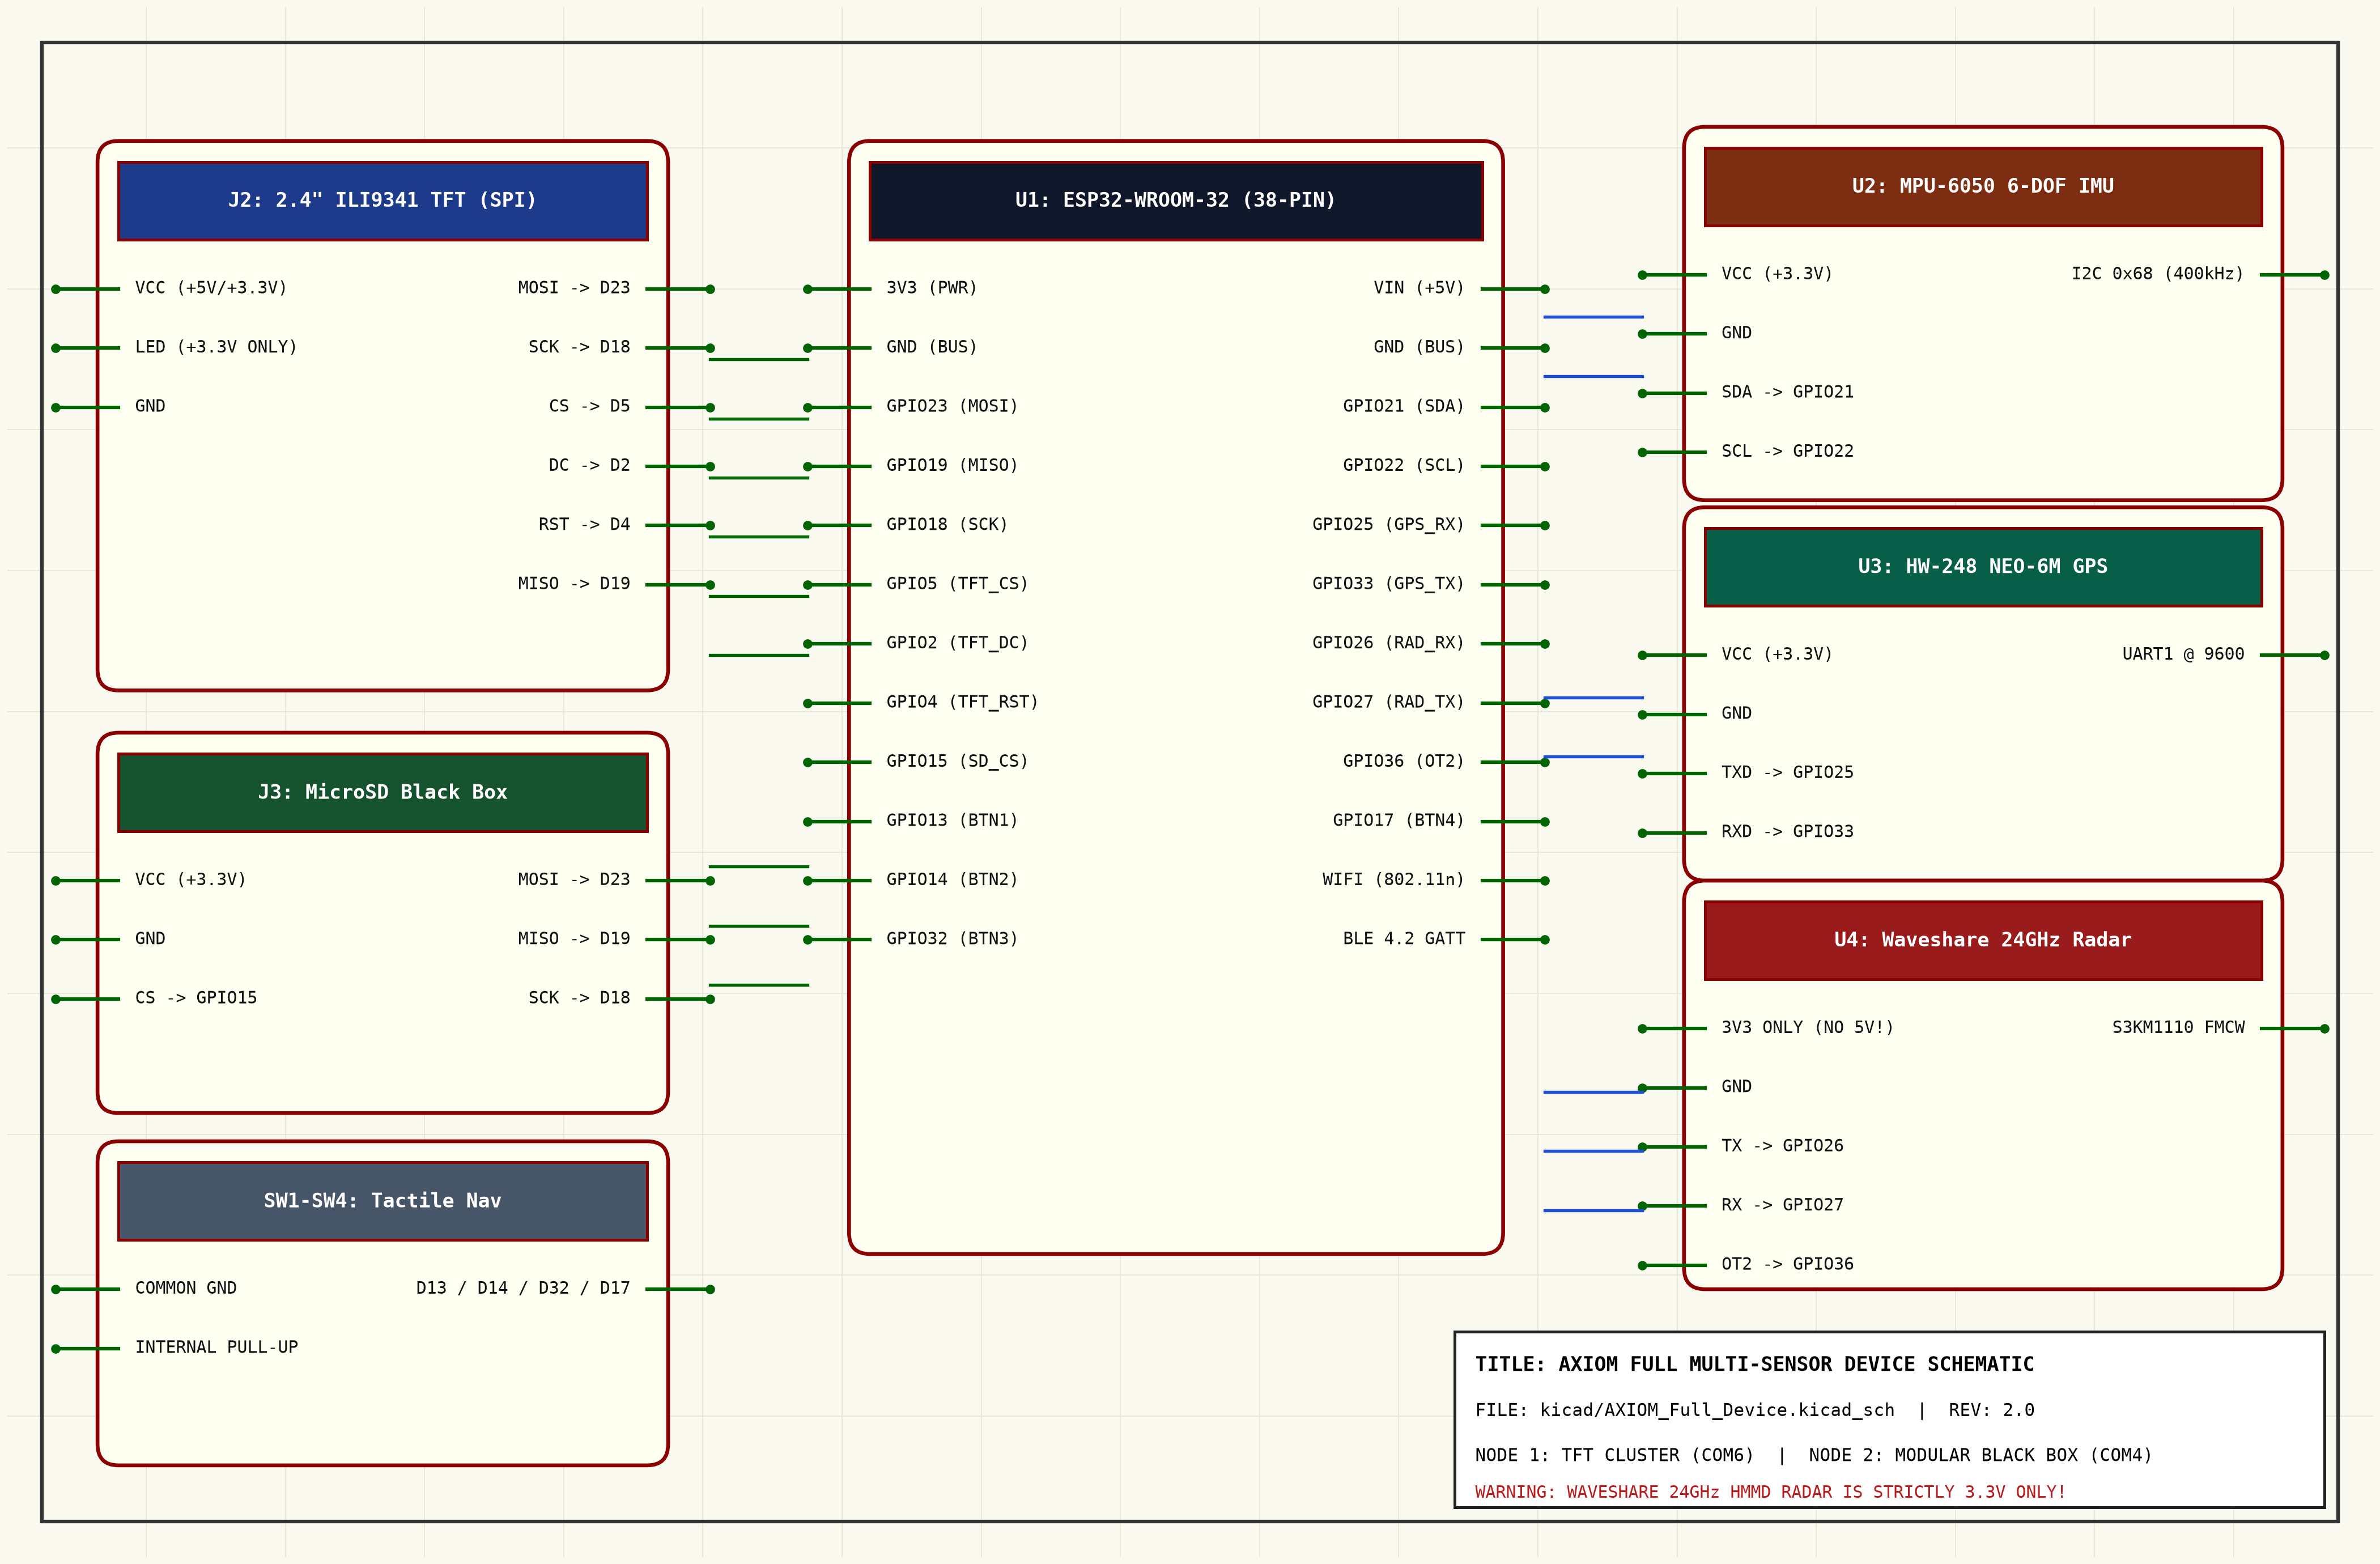 J2: 2.4" ILI9341 TFT (SPI)
VCC (+5V/+3.3V)
MOSI -> D23
LED (+3.3V ONLY)
SCK -> D18
GND
CS -> D5
DC -> D2
RST -> D4
MISO -> D19
J3: MicroSD Black Box
VCC (+3.3V)
MOSI -> D23
GND
MISO -> D19
CS -> GPIO15
SCK -> D18
SW1-SW4: Tactile Nav
COMMON GND
D13 / D14 / D32 / D17
INTERNAL PULL-UP
U1: ESP32-WROOM-32 (38-PIN)
3V3 (PWR)
VIN (+5V)
GND (BUS)
GND (BUS)
GPIO23 (MOSI)
GPIO21 (SDA)
GPIO19 (MISO)
GPIO22 (SCL)
GPIO18 (SCK)
GPIO25 (GPS_RX)
GPIO5 (TFT_CS)
GPIO33 (GPS_TX)
GPIO2 (TFT_DC)
GPIO26 (RAD_RX)
GPIO4 (TFT_RST)
GPIO27 (RAD_TX)
GPIO15 (SD_CS)
GPIO36 (OT2)
GPIO13 (BTN1)
GPIO17 (BTN4)
GPIO14 (BTN2)
WIFI (802.11n)
GPIO32 (BTN3)
BLE 4.2 GATT
U2: MPU-6050 6-DOF IMU
VCC (+3.3V)
I2C 0x68 (400kHz)
GND
SDA -> GPIO21
SCL -> GPIO22
U3: HW-248 NEO-6M GPS
VCC (+3.3V)
UART1 @ 9600
GND
TXD -> GPIO25
RXD -> GPIO33
U4: Waveshare 24GHz Radar
3V3 ONLY (NO 5V!)
S3KM1110 FMCW
GND
TX -> GPIO26
RX -> GPIO27
OT2 -> GPIO36
TITLE: AXIOM FULL MULTI-SENSOR DEVICE SCHEMATIC
FILE: kicad/AXIOM_Full_Device.kicad_sch | REV: 2.0
NODE 1: TFT CLUSTER (COM6) | NODE 2: MODULAR BLACK BOX (COM4)
WARNING: WAVESHARE 24GHz HMMD RADAR IS STRICTLY 3.3V ONLY!